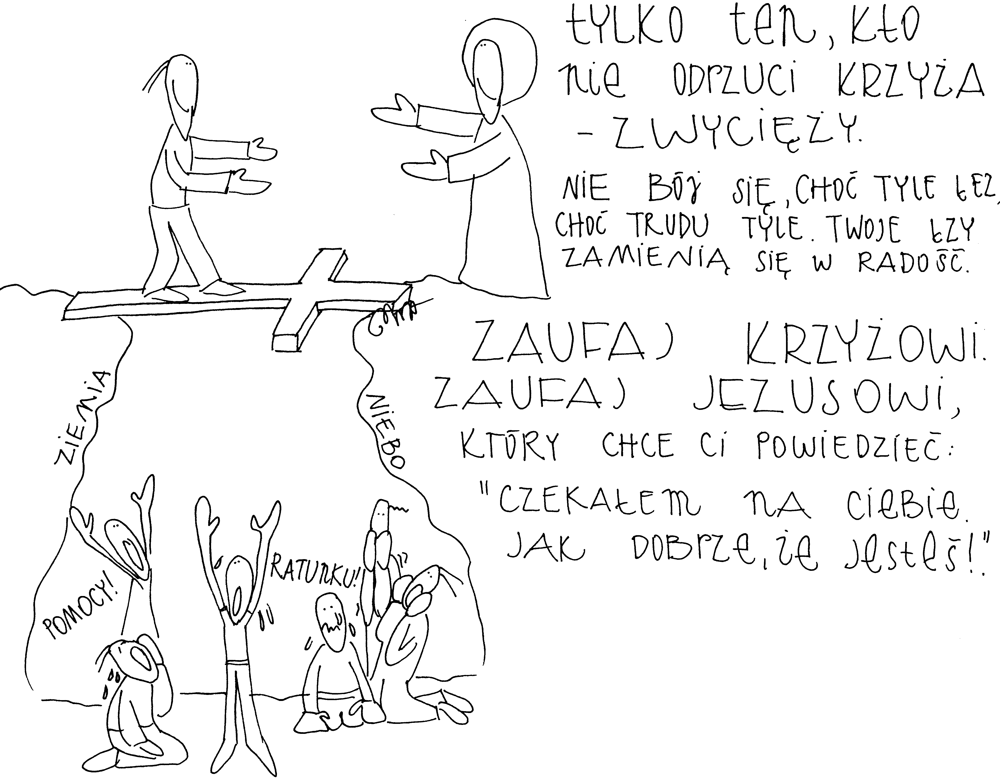 tYLKO ten, KtO
nie ODPZUCi KRZYŻA
- ZWYCiĘŻY.
NiE BÓJ SiĘ, CHOĆ TYLE ŁEZ,
CHOĆ TRUDU TYLE. TWOJE ŁZY
ZAMiENiĄ SiĘ W RADOŚĆ.
ZAUFAJ KRZYŻOWi.
ZAUFAJ JEZUSOWi,
KTÓRY CHCE Ci POWiEDZiEĆ:
"CZEKAŁEm nA CieBie.
JAK DOBrZe, że jesteś!"
ZiEMiA
NiEBO
POMOCY!
RATUnKU!!